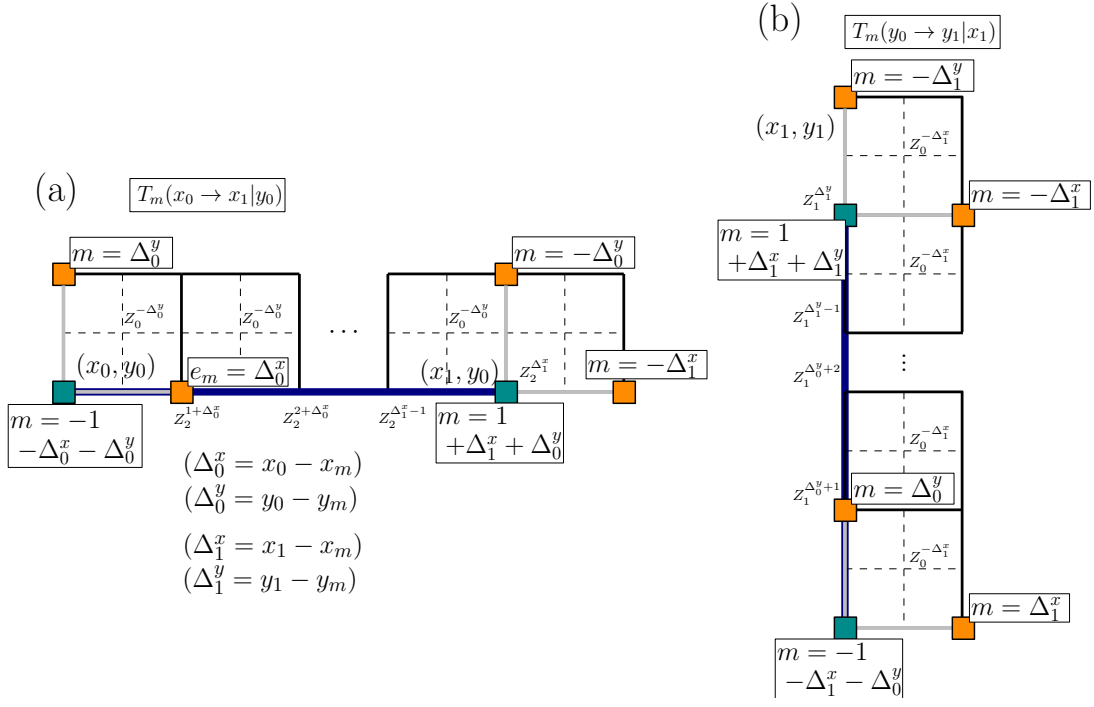 (a)
T_m(x_0 → x_1|y_0)
m = Δ_0^y
m = −Δ_0^y
Z_0^{−Δ_0^y}
Z_0^{−Δ_0^y}
...
Z_0^{−Δ_0^y}
(x_0, y_0)
e_m = Δ_0^x
(x_1, y_0)
Z_2^{Δ_1^x}
m = −Δ_1^x
m = −1
−Δ_0^x − Δ_0^y
Z_2^{1+Δ_0^x}
Z_2^{2+Δ_0^x}
Z_2^{Δ_1^x−1}
m = 1
+Δ_1^x + Δ_0^y
(Δ_0^x = x_0 − x_m)
(Δ_0^y = y_0 − y_m)
(Δ_1^x = x_1 − x_m)
(Δ_1^y = y_1 − y_m)
(b)
T_m(y_0 → y_1|x_1)
m = −Δ_1^y
(x_1, y_1)
Z_0^{−Δ_1^x}
Z_1^{Δ_1^y}
m = −Δ_1^x
m = 1
+Δ_1^x + Δ_1^y
Z_0^{−Δ_1^x}
Z_1^{Δ_1^y−1}
...
Z_1^{Δ_0^y+2}
Z_0^{−Δ_1^x}
Z_1^{Δ_0^y+1}
m = Δ_0^y
Z_0^{−Δ_1^x}
m = Δ_1^x
m = −1
−Δ_1^x − Δ_0^y